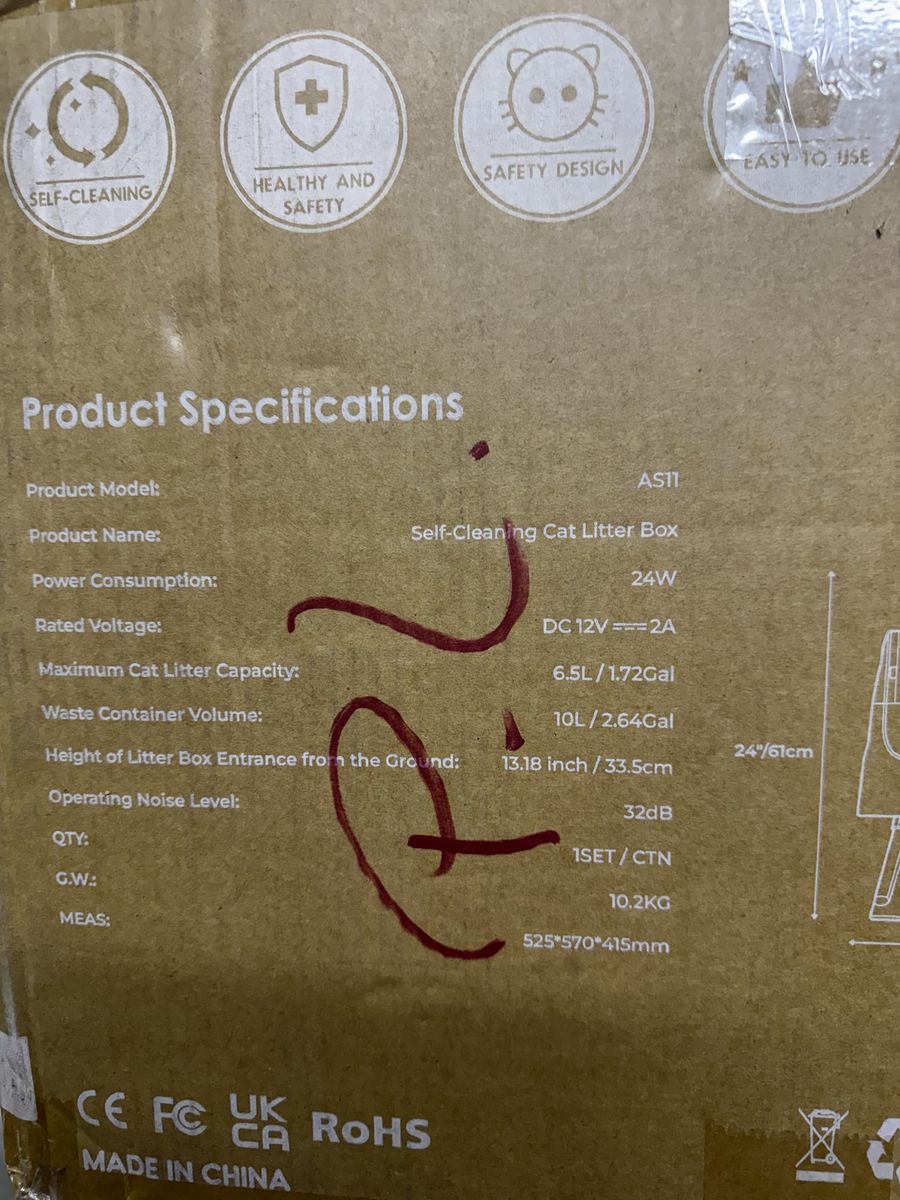 SELF-CLEANING
HEALTHY AND
SAFETY
SAFETY DESIGN
EASY TO USE
Product Specifications
Product Model: AS11
Product Name: Self-Cleaning Cat Litter Box
Power Consumption: 24W
Rated Voltage: DC 12V⎓2A
Maximum Cat Litter Capacity: 6.5L / 1.72Gal
Waste Container Volume: 10L / 2.64Gal
Height of Litter Box Entrance from the Ground: 13.18 inch / 33.5cm
Operating Noise Level: 32dB
QTY: 1SET / CTN
G.W.: 10.2KG
MEAS: 525*570*415mm
24"/61cm
CE FC UK CA RoHS
MADE IN CHINA